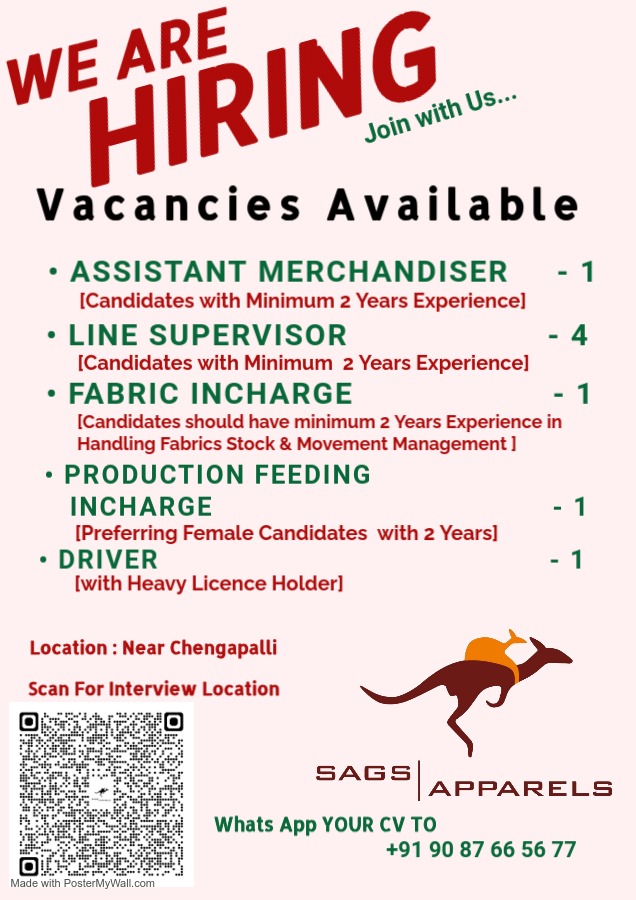 WE ARE
HIRING
Join with Us...
Vacancies Available
• ASSISTANT MERCHANDISER - 1
[Candidates with Minimum 2 Years Experience]
• LINE SUPERVISOR - 4
[Candidates with Minimum 2 Years Experience]
• FABRIC INCHARGE - 1
[Candidates should have minimum 2 Years Experience in
Handling Fabrics Stock & Movement Management ]
• PRODUCTION FEEDING
INCHARGE - 1
[Preferring Female Candidates with 2 Years]
• DRIVER - 1
[with Heavy Licence Holder]
Location : Near Chengapalli
Scan For Interview Location
SAGS APPARELS
Whats App YOUR CV TO
+91 90 87 66 56 77
Made with PosterMyWall.com